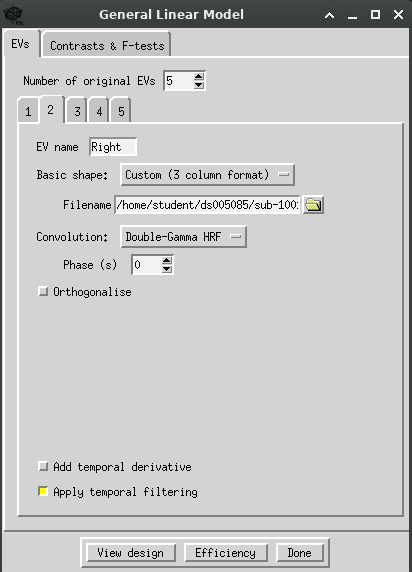 General Linear Model
EVs Contrasts & F-tests
Number of original EVs 5
1 2 3 4 5
EV name Right
Basic shape: Custom (3 column format)
Filename /home/student/ds005085/sub-100
Convolution: Double-Gamma HRF
Phase (s) 0
Orthogonalise
Add temporal derivative
Apply temporal filtering
View design Efficiency Done